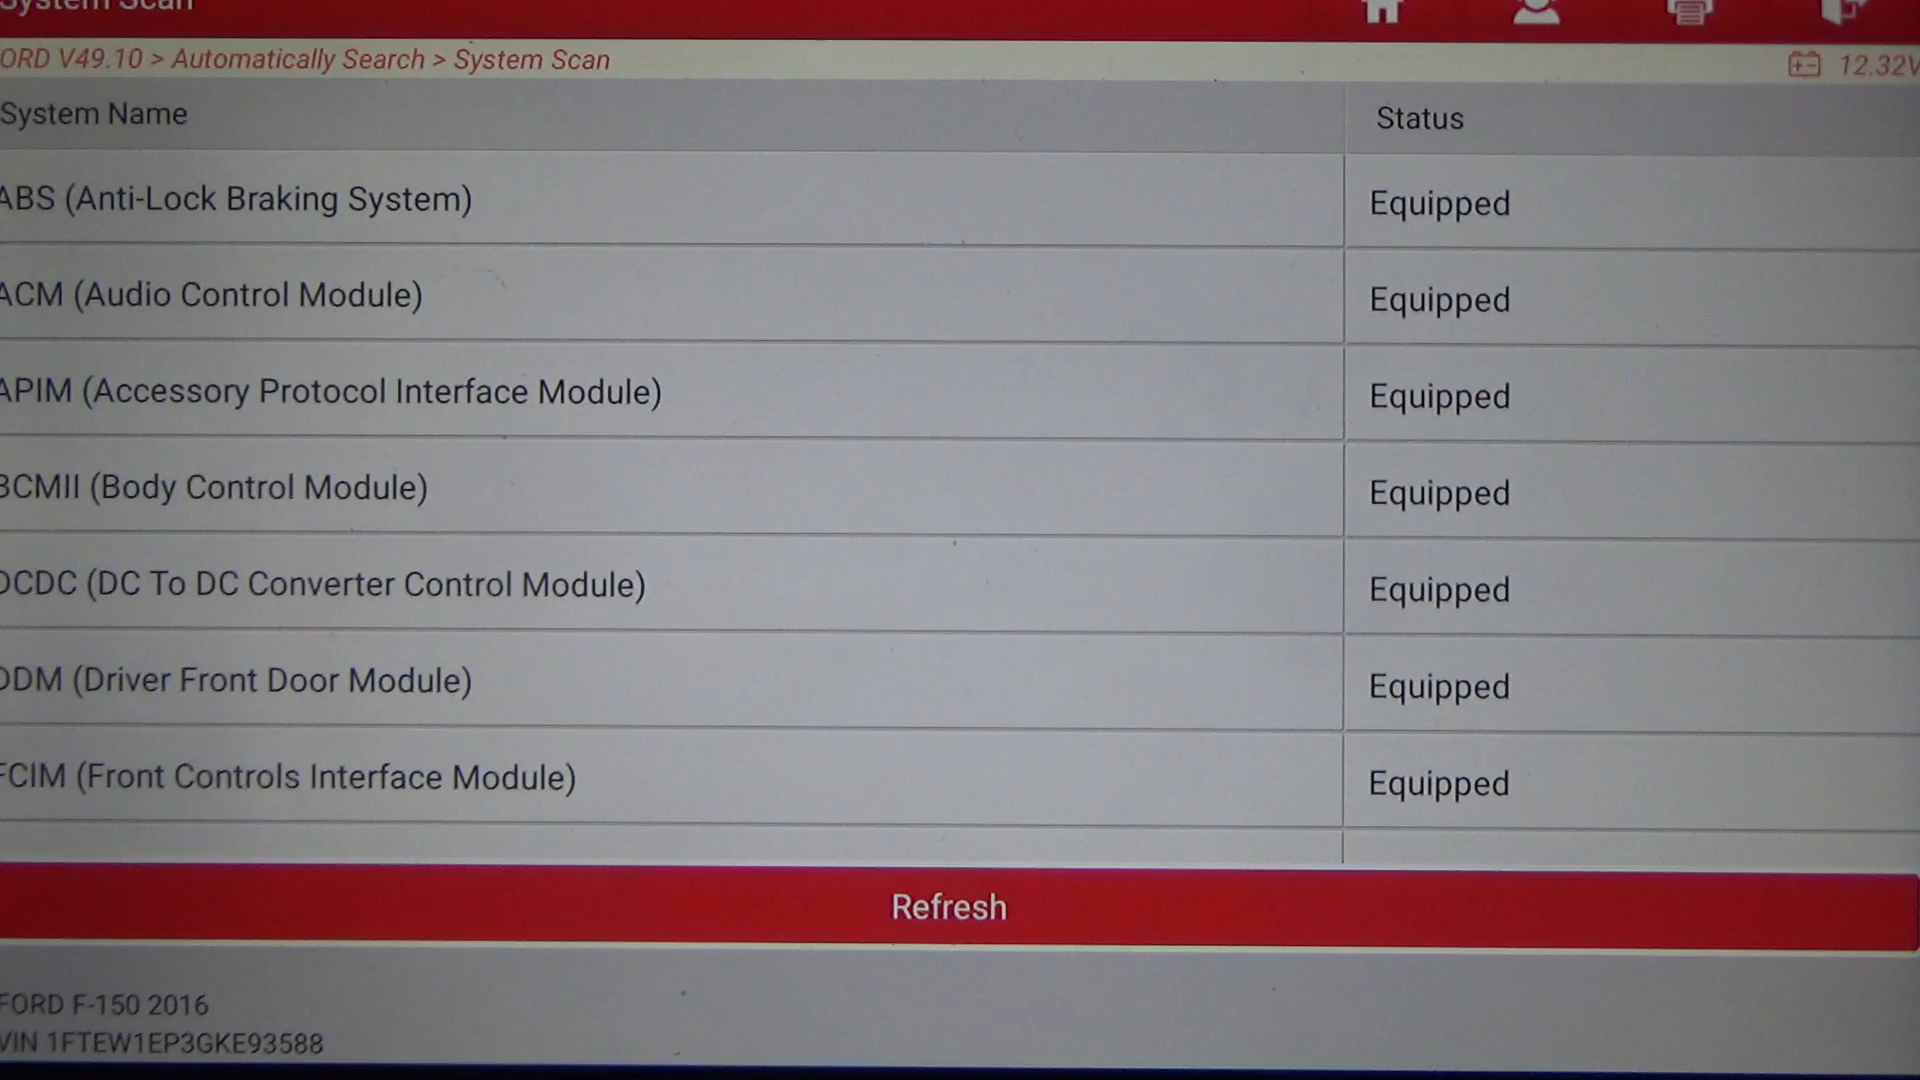 System Scan
ORD V49.10 > Automatically Search > System Scan
12.32V
System Name
Status
ABS (Anti-Lock Braking System)
Equipped
ACM (Audio Control Module)
Equipped
APIM (Accessory Protocol Interface Module)
Equipped
BCMII (Body Control Module)
Equipped
DCDC (DC To DC Converter Control Module)
Equipped
DDM (Driver Front Door Module)
Equipped
FCIM (Front Controls Interface Module)
Equipped
Refresh
FORD F-150 2016
VIN 1FTEW1EP3GKE93588